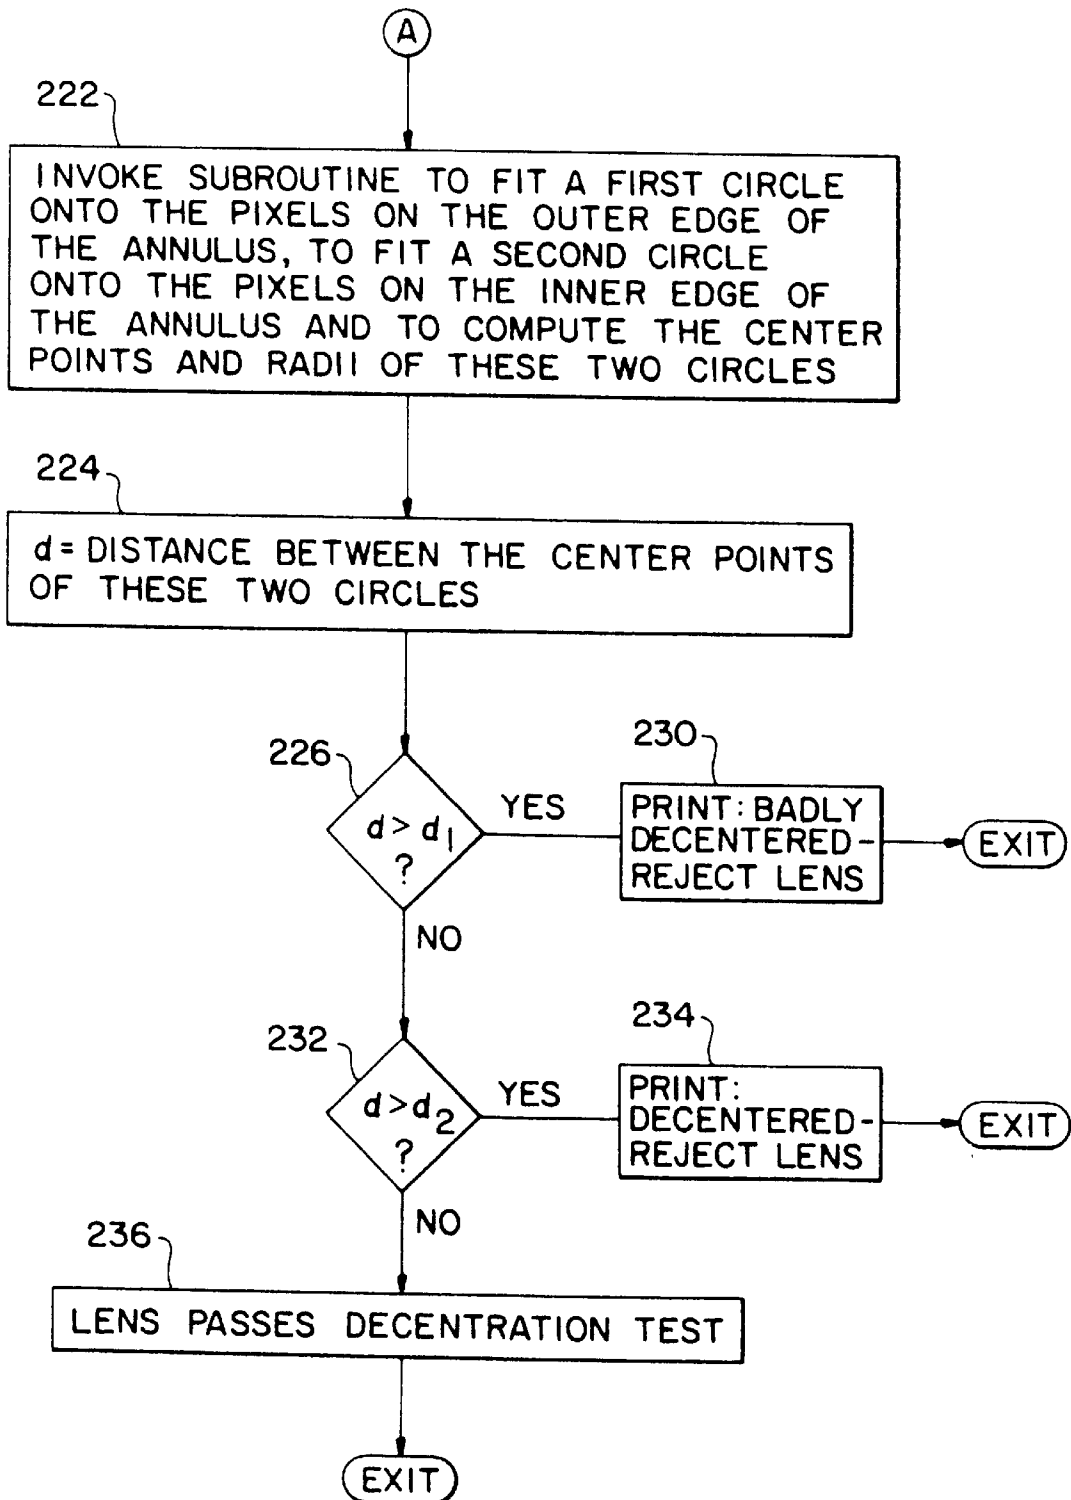 A
222
INVOKE SUBROUTINE TO FIT A FIRST CIRCLE
ONTO THE PIXELS ON THE OUTER EDGE OF
THE ANNULUS, TO FIT A SECOND CIRCLE
ONTO THE PIXELS ON THE INNER EDGE OF
THE ANNULUS AND TO COMPUTE THE CENTER
POINTS AND RADII OF THESE TWO CIRCLES
224
d = DISTANCE BETWEEN THE CENTER POINTS
OF THESE TWO CIRCLES
226
d > d1
?
YES
230
PRINT: BADLY
DECENTERED-
REJECT LENS
EXIT
NO
232
d > d2
?
YES
234
PRINT:
DECENTERED-
REJECT LENS
EXIT
NO
236
LENS PASSES DECENTRATION TEST
EXIT